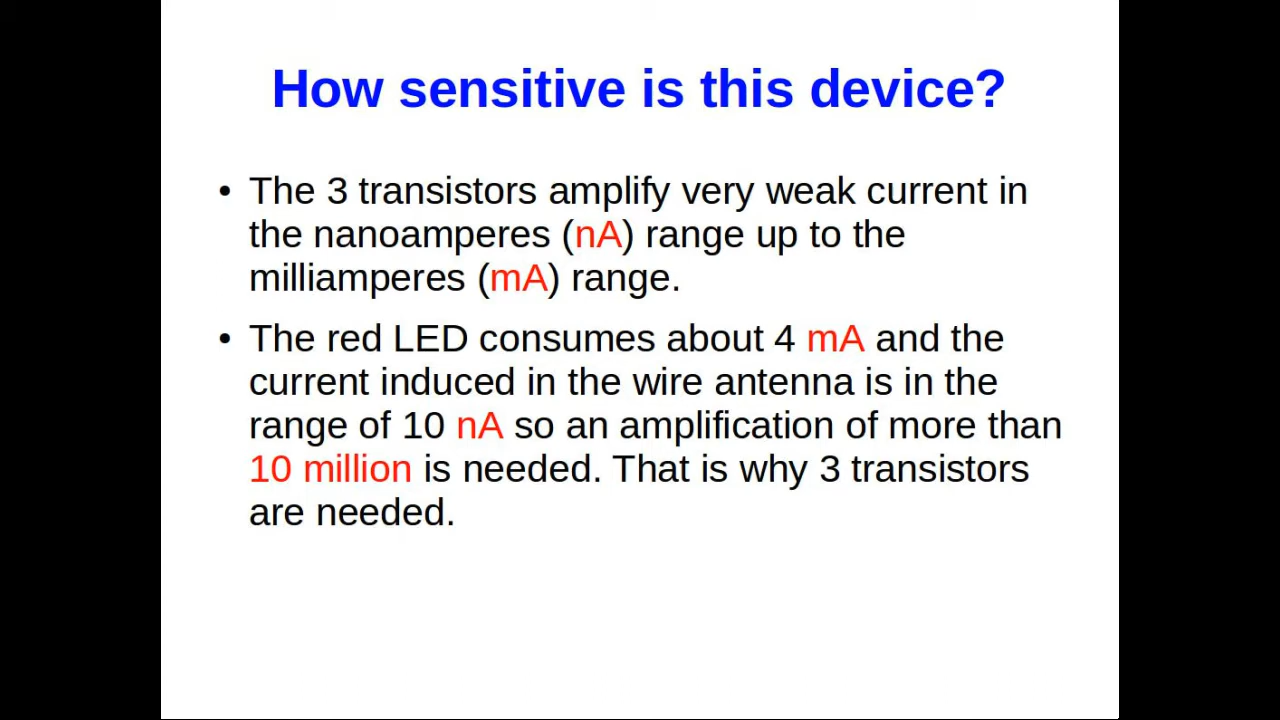 How sensitive is this device?
• The 3 transistors amplify very weak current in
the nanoamperes (nA) range up to the
milliamperes (mA) range.
• The red LED consumes about 4 mA and the
current induced in the wire antenna is in the
range of 10 nA so an amplification of more than
10 million is needed. That is why 3 transistors
are needed.